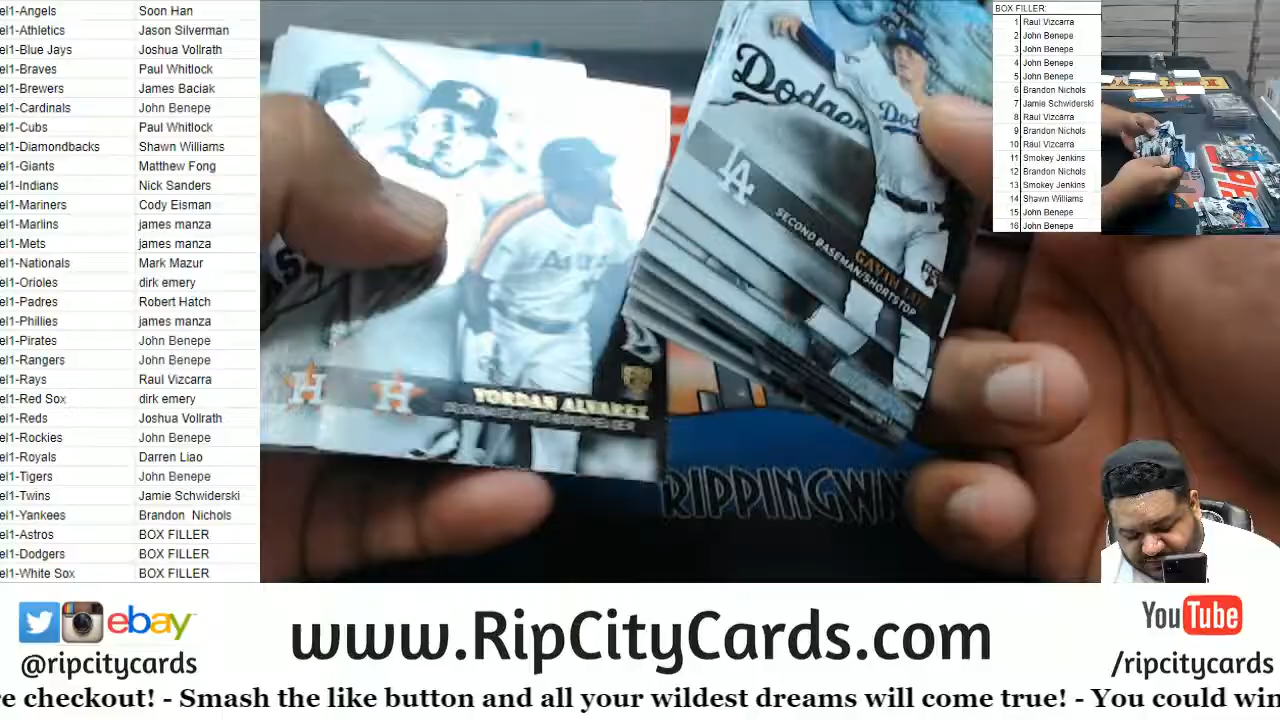 el1-Angels Soon Han
el1-Athletics Jason Silverman
el1-Blue Jays Joshua Vollrath
el1-Braves Paul Whitlock
el1-Brewers James Baciak
el1-Cardinals John Benepe
el1-Cubs Paul Whitlock
el1-Diamondbacks Shawn Williams
el1-Giants Matthew Fong
el1-Indians Nick Sanders
el1-Mariners Cody Eisman
el1-Marlins james manza
el1-Mets james manza
el1-Nationals Mark Mazur
el1-Orioles dirk emery
el1-Padres Robert Hatch
el1-Phillies james manza
el1-Pirates John Benepe
el1-Rangers John Benepe
el1-Rays Raul Vizcarra
el1-Red Sox dirk emery
el1-Reds Joshua Vollrath
el1-Rockies John Benepe
el1-Royals Darren Liao
el1-Tigers John Benepe
el1-Twins Jamie Schwiderski
el1-Yankees Brandon Nichols
el1-Astros BOX FILLER
el1-Dodgers BOX FILLER
el1-White Sox BOX FILLER
H
H
YORDAN ALVAREZ
Dodgers
LA
GAVIN
SECOND BASEMAN/SHORTSTOP
RIPPINGW
BOX FILLER:
1 Raul Vizcarra
2 John Benepe
3 John Benepe
4 John Benepe
5 John Benepe
6 Brandon Nichols
7 Jamie Schwiderski
8 Raul Vizcarra
9 Brandon Nichols
10 Raul Vizcarra
11 Smokey Jenkins
12 Brandon Nichols
13 Smokey Jenkins
14 Shawn Williams
15 John Benepe
16 John Benepe
ebay
@ripcitycards
www.RipCityCards.com
YouTube
/ripcitycards
re checkout! - Smash the like button and all your wildest dreams will come true! - You could win